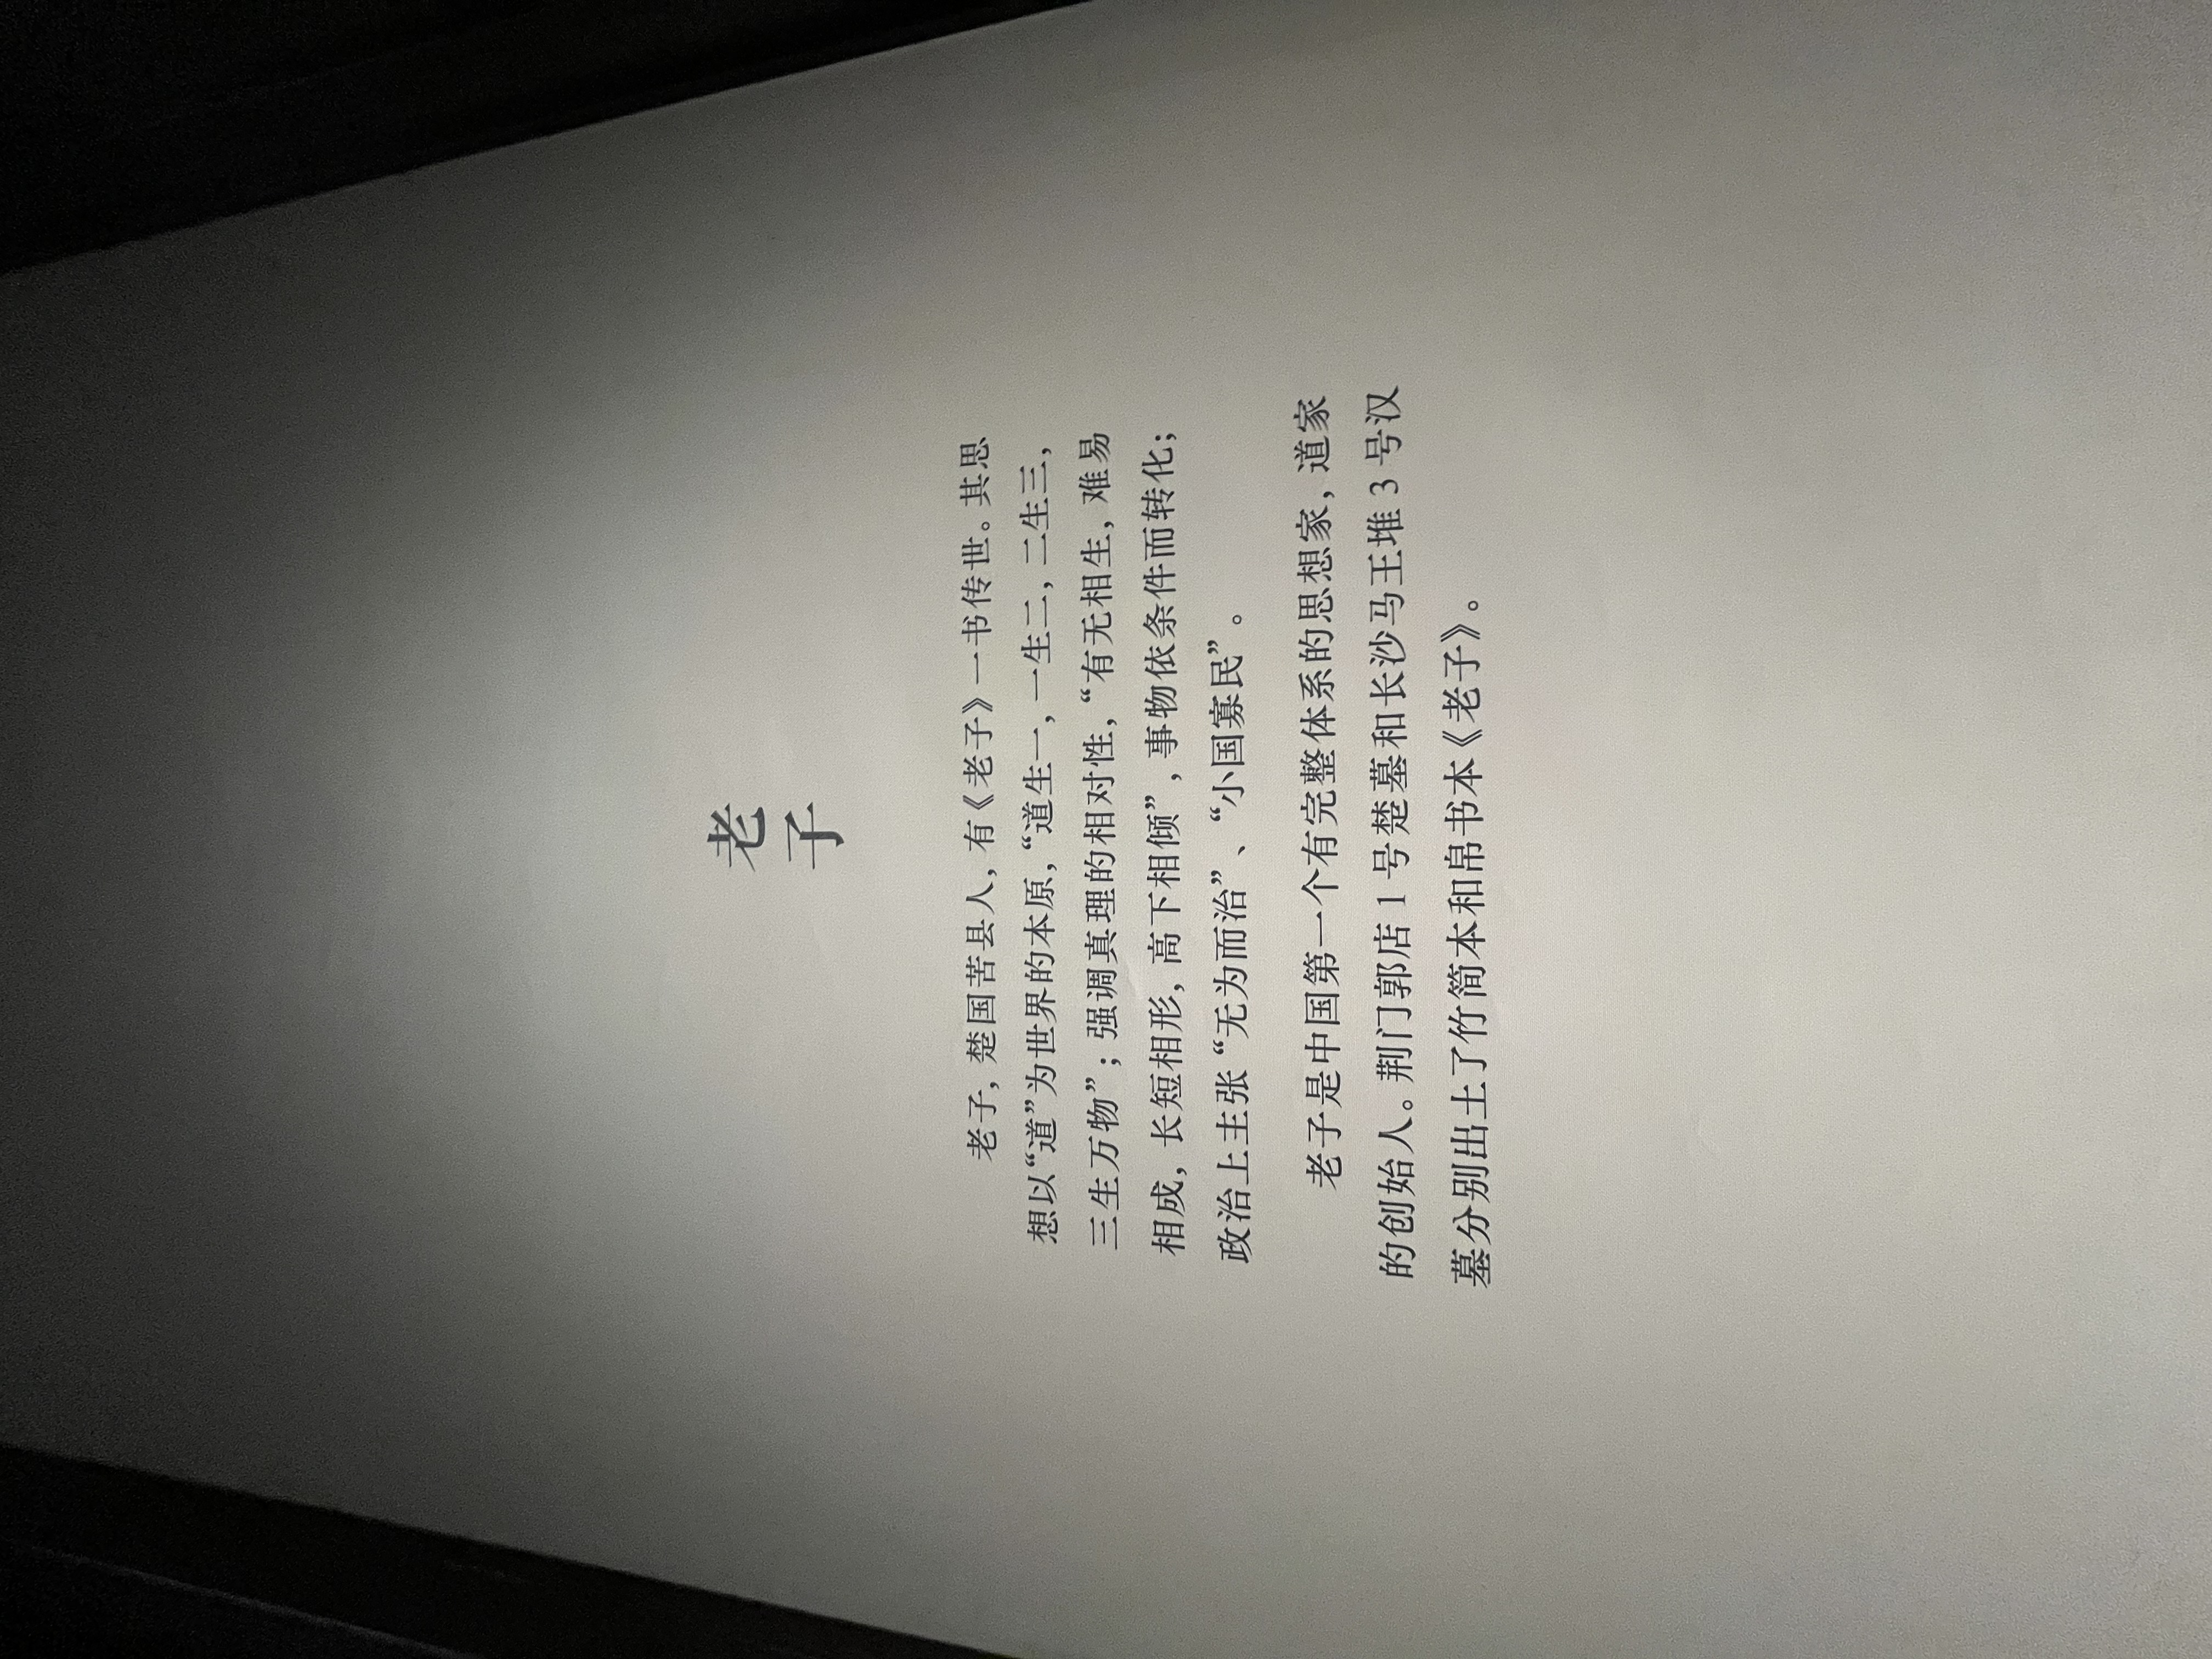 老
子
老子，楚国苦县人，有《老子》一书传世。其思
想以“道”为世界的本原，“道生一，一生二，二生三，
三生万物”；强调真理的相对性，“有无相生，难易
相成，长短相形，高下相倾”，事物依条件而转化；
政治上主张“无为而治”、“小国寡民”。
老子是中国第一个有完整体系的思想家，道家
的创始人。荆门郭店 1 号楚墓和长沙马王堆 3 号汉
墓分别出土了竹简本和帛书本《老子》。